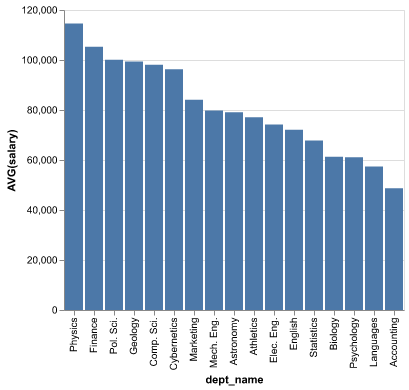 120,000
100,000
80,000
60,000
40,000
20,000
0
AVG(salary)
Physics
Finance
Pol. Sci.
Geology
Comp. Sci.
Cybernetics
Marketing
Mech. Eng.
Astronomy
Athletics
Elec. Eng.
English
Statistics
Biology
Psychology
Languages
Accounting
dept_name